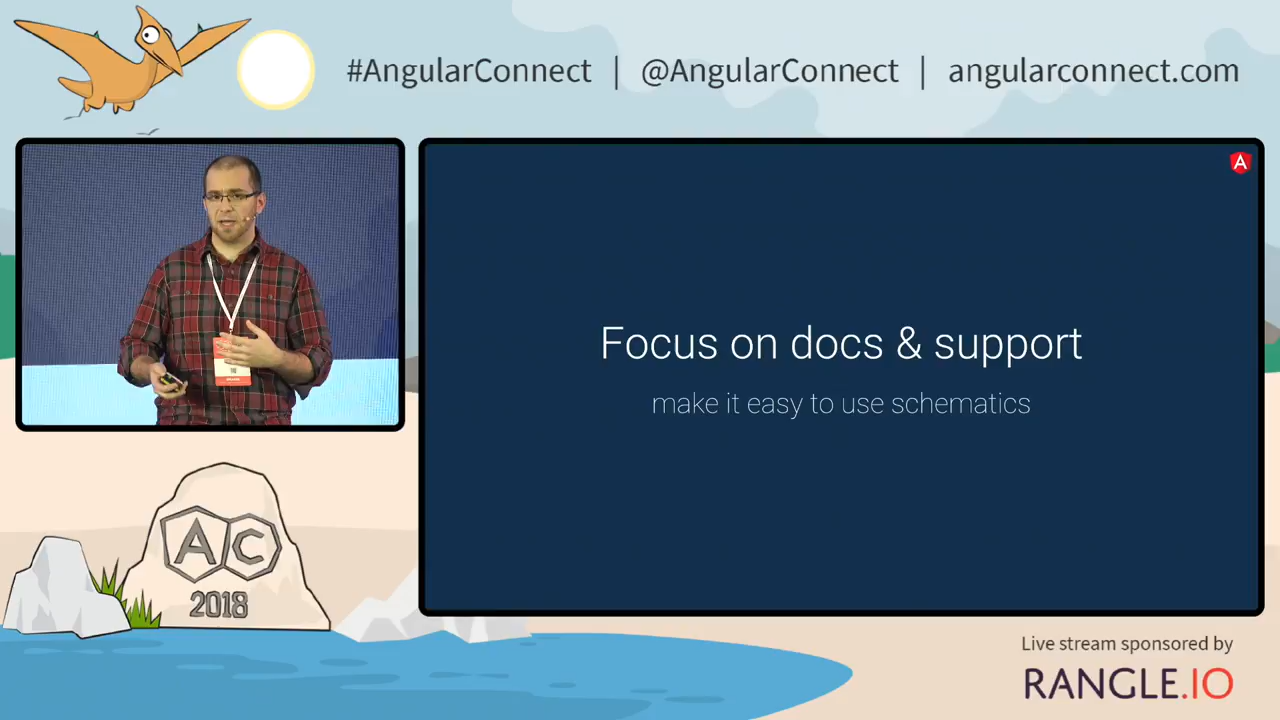 #AngularConnect | @AngularConnect | angularconnect.com
A
Focus on docs & support
make it easy to use schematics
AC
2018
Live stream sponsored by
RANGLE.IO